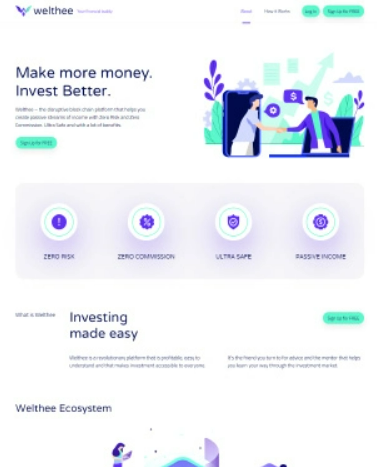 welthee
About
How it Works
Log in
Sign Up for FREE
Make more money.
Invest Better.
Welthee – the disruptive blockchain platform that helps you
create passive streams of income with Zero Risk and Zero
Commission. Ultra Safe and with a lot of benefits.
Sign Up for FREE
ZERO RISK
ZERO COMMISSION
ULTRA SAFE
PASSIVE INCOME
What is Welthee
Investing
made easy
Sign Up for FREE
Welthee is a revolutionary platform that is profitable, easy to
understand and that makes investment accessible to everyone.
It's the friend you turn to for advice and the mentor that helps
you learn your way through the investment market.
Welthee Ecosystem